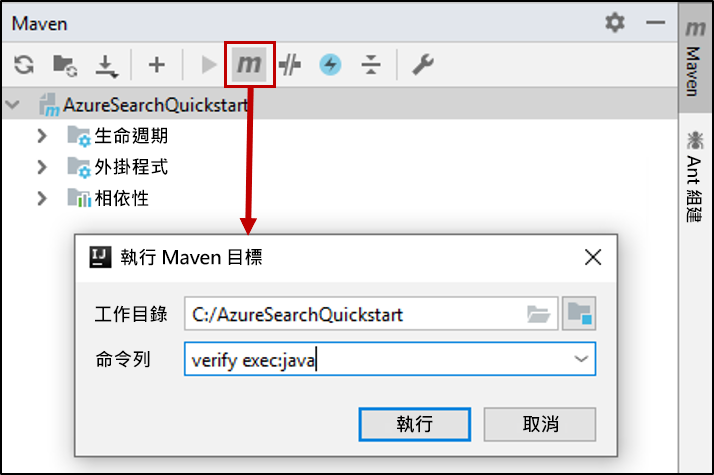 Maven
m
AzureSearchQuickstart
生命週期
外掛程式
相依性
執行 Maven 目標
工作目錄
C:/AzureSearchQuickstart
命令列
verify exec:java
執行
取消
m
Maven
Ant 組建